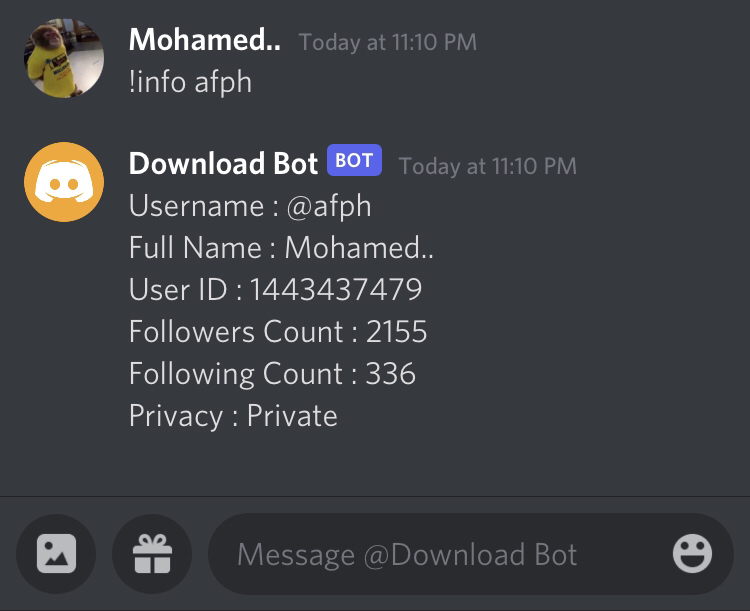 Mohamed.. Today at 11:10 PM
!info afph
Download Bot BOT Today at 11:10 PM
Username : @afph
Full Name : Mohamed..
User ID : 1443437479
Followers Count : 2155
Following Count : 336
Privacy : Private
Message @Download Bot